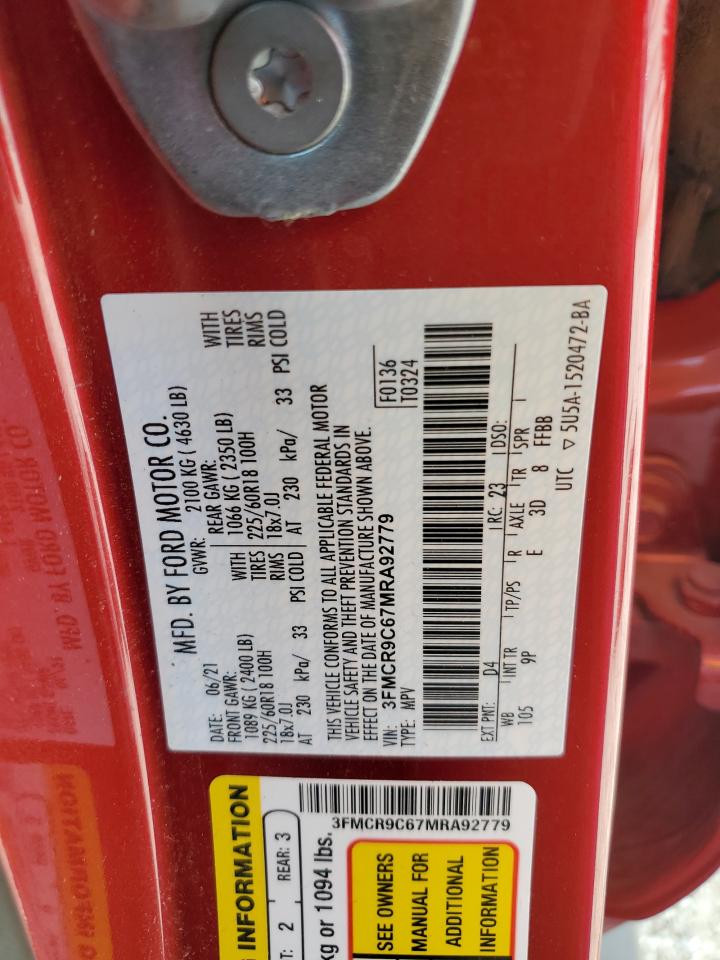 MFD. BY FORD MOTOR CO.
DATE: 06/21 GVWR: 2100 KG ( 4630 LB)
FRONT GAWR: REAR GAWR: WITH
1089 KG ( 2400 LB) WITH 1066 KG ( 2350 LB) TIRES
225/60R18 100H TIRES 225/60R18 100H RIMS
18x7.0J RIMS 18x7.0J
AT 230 kPa/ 33 PSI COLD AT 230 kPa/ 33 PSI COLD
THIS VEHICLE CONFORMS TO ALL APPLICABLE FEDERAL MOTOR
VEHICLE SAFETY AND THEFT PREVENTION STANDARDS IN
EFFECT ON THE DATE OF MANUFACTURE SHOWN ABOVE.
VIN: 3FMCR9C67MRA92779 F0136
TYPE: MPV T0324
EXT PNT: D4 RC: 23 DSO:
WB INT TR TP/PS R AXLE TR SPR
105 9P E 3D 8 FFBB
UTC ▽ 5U5A-1520472-BA
INFORMATION
T: 2 REAR: 3
kg or 1094 lbs.
3FMCR9C67MRA92779
SEE OWNERS
MANUAL FOR
ADDITIONAL
INFORMATION